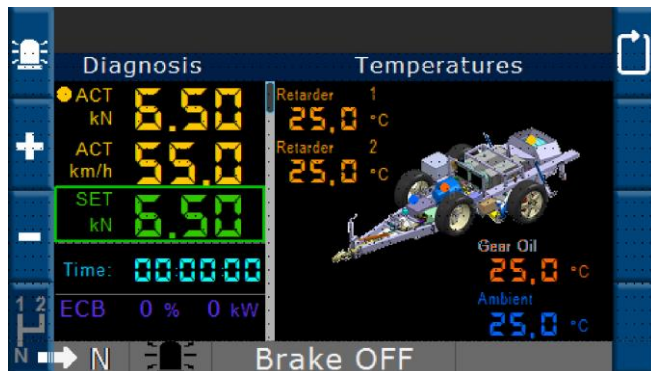 Diagnosis
Temperatures
ACT
kN
6.50
ACT
km/h
55.0
SET
kN
6.50
Time: 00:00:00
ECB 0 % 0 kW
Retarder 1
25,0 °C
Retarder 2
25,0 °C
Gear Oil
25,0 °C
Ambient
25,0 °C
+
-
1 2
N
N
Brake OFF